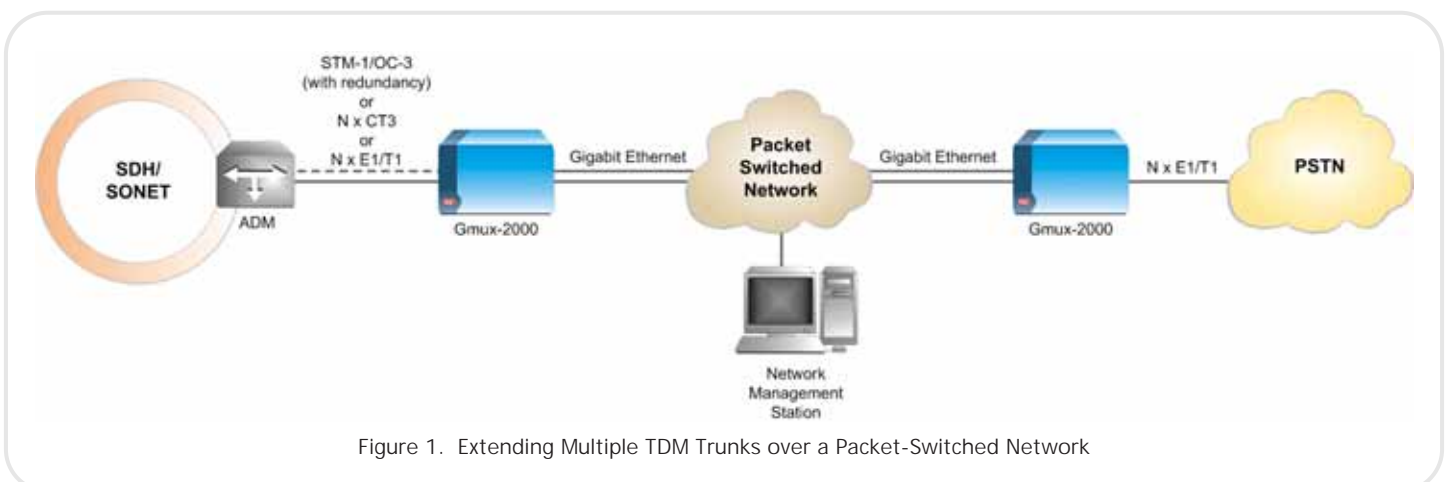 STM-1/OC-3
(with redundancy)
or
N x CT3
or
N x E1/T1
SDH/
SONET
ADM
Gmux-2000
Gigabit Ethernet
Packet
Switched
Network
Gigabit Ethernet
Gmux-2000
N x E1/T1
PSTN
Network
Management
Station
Figure 1. Extending Multiple TDM Trunks over a Packet-Switched Network